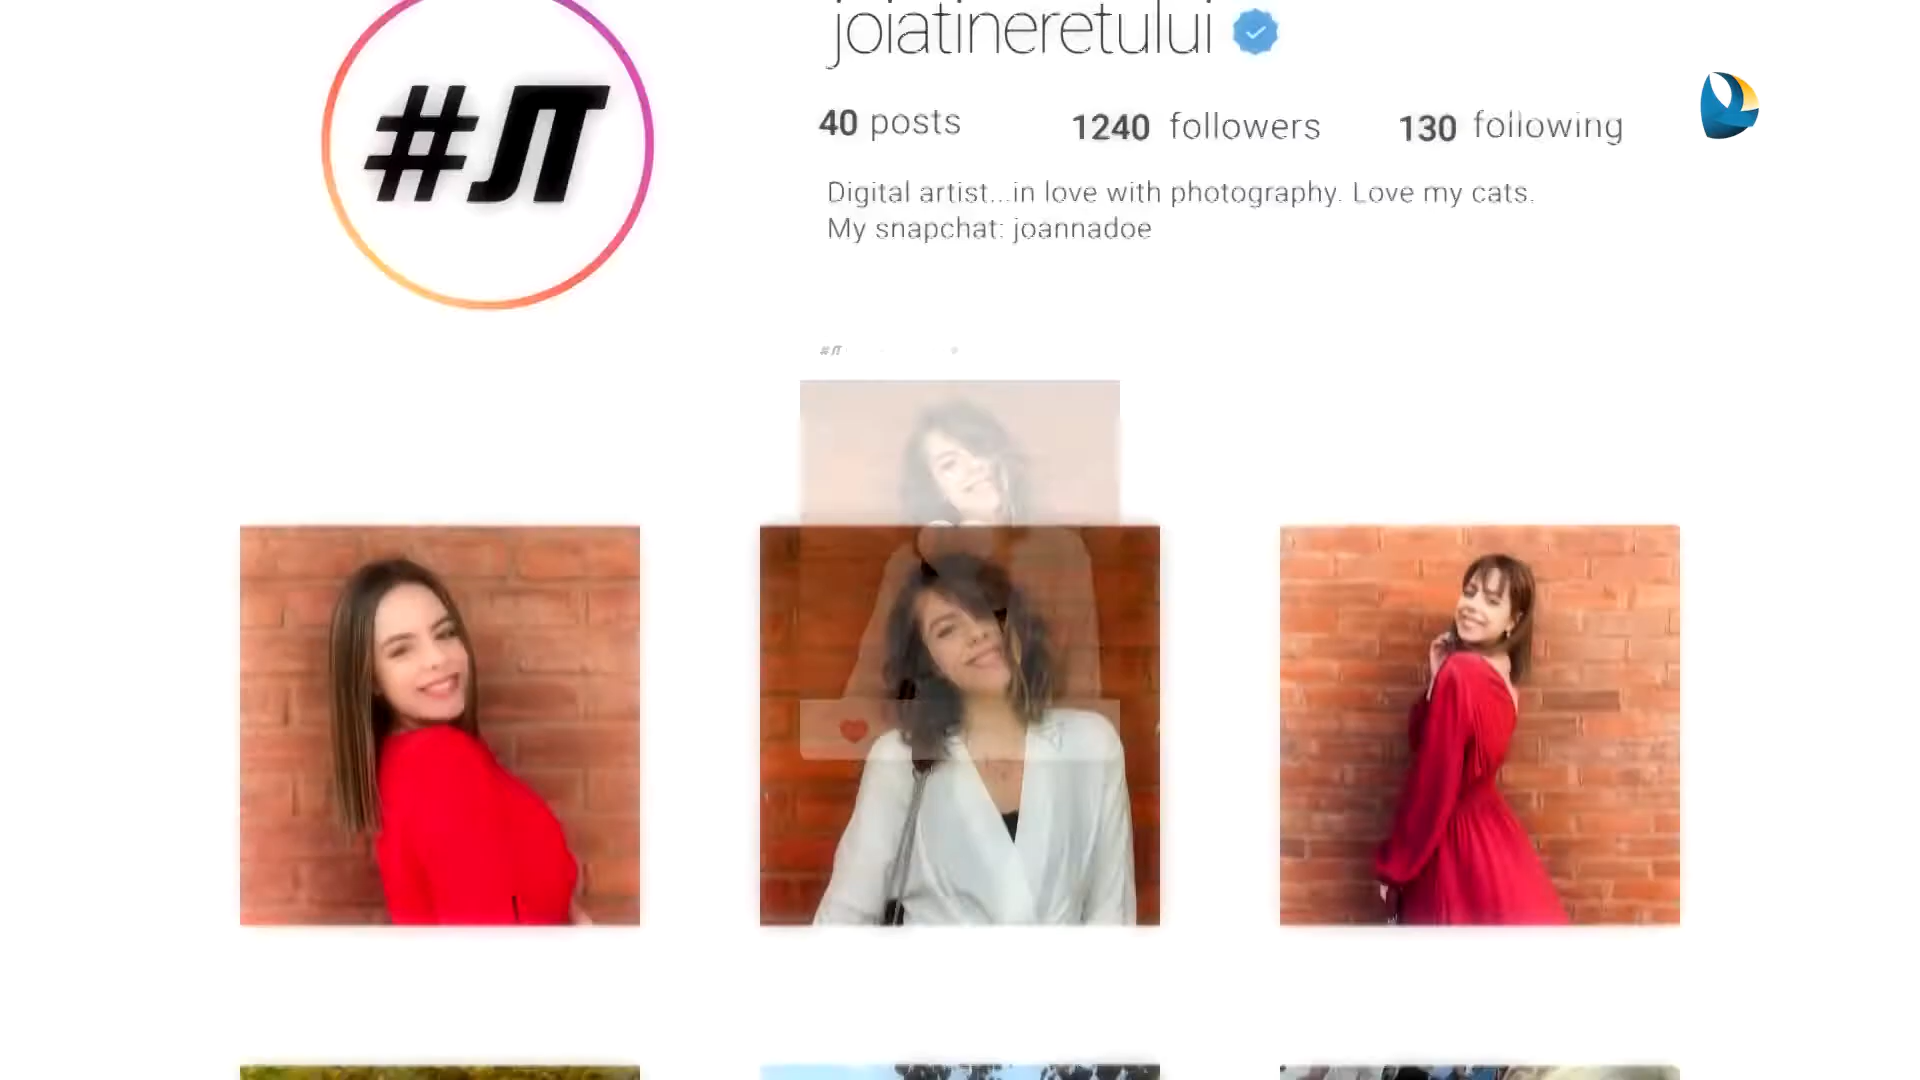 joiatineretului
#JT
40 posts 1240 followers 130 following
Digital artist...in love with photography. Love my cats.
My snapchat: joannadoe
#JT